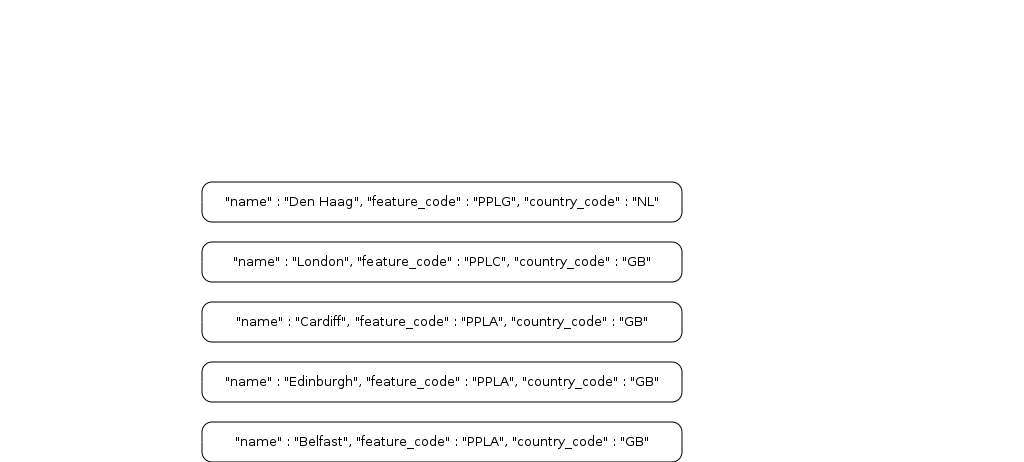 "name" : "Den Haag", "feature_code" : "PPLG", "country_code" : "NL"
"name" : "London", "feature_code" : "PPLC", "country_code" : "GB"
"name" : "Cardiff", "feature_code" : "PPLA", "country_code" : "GB"
"name" : "Edinburgh", "feature_code" : "PPLA", "country_code" : "GB"
"name" : "Belfast", "feature_code" : "PPLA", "country_code" : "GB"